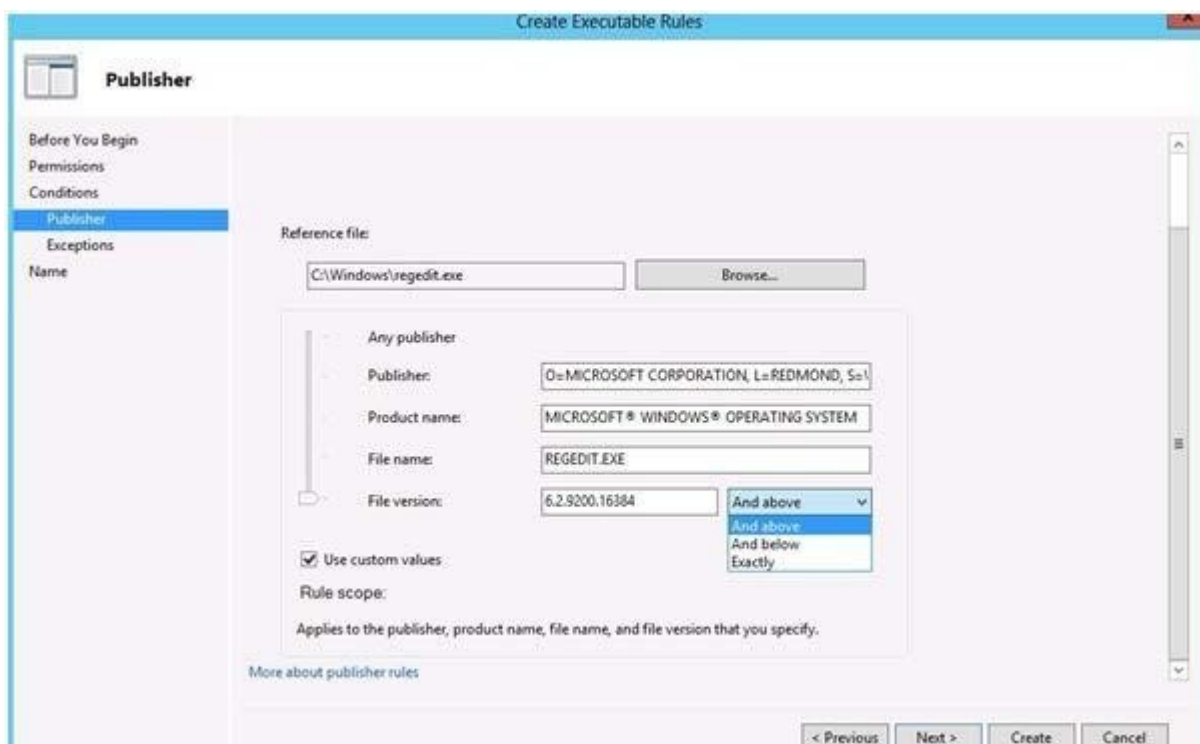 Create Executable Rules
Publisher
Before You Begin
Permissions
Conditions
Publisher
Exceptions
Name
Reference file:
C:\Windows\regedit.exe Browse...
Any publisher
Publisher: O=MICROSOFT CORPORATION, L=REDMOND, S=\
Product name: MICROSOFT® WINDOWS® OPERATING SYSTEM
File name: REGEDIT.EXE
File version: 6.2.9200.16384 And above
And above
And below
Exactly
Use custom values
Rule scope:
Applies to the publisher, product name, file name, and file version that you specify.
More about publisher rules
< Previous Next > Create Cancel